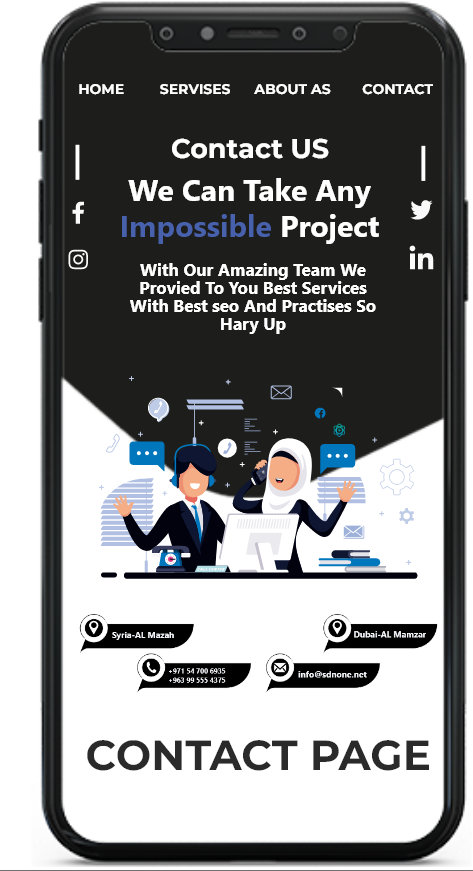 HOME SERVISES ABOUT AS CONTACT
Contact US
We Can Take Any
Impossible Project
With Our Amazing Team We
Provied To You Best Services
With Best seo And Practises So
Hary Up
Syria-AL Mazah
Dubai-AL Mamzar
+971 54 700 6935
+963 99 555 4375
info@sdnone.net
CONTACT PAGE